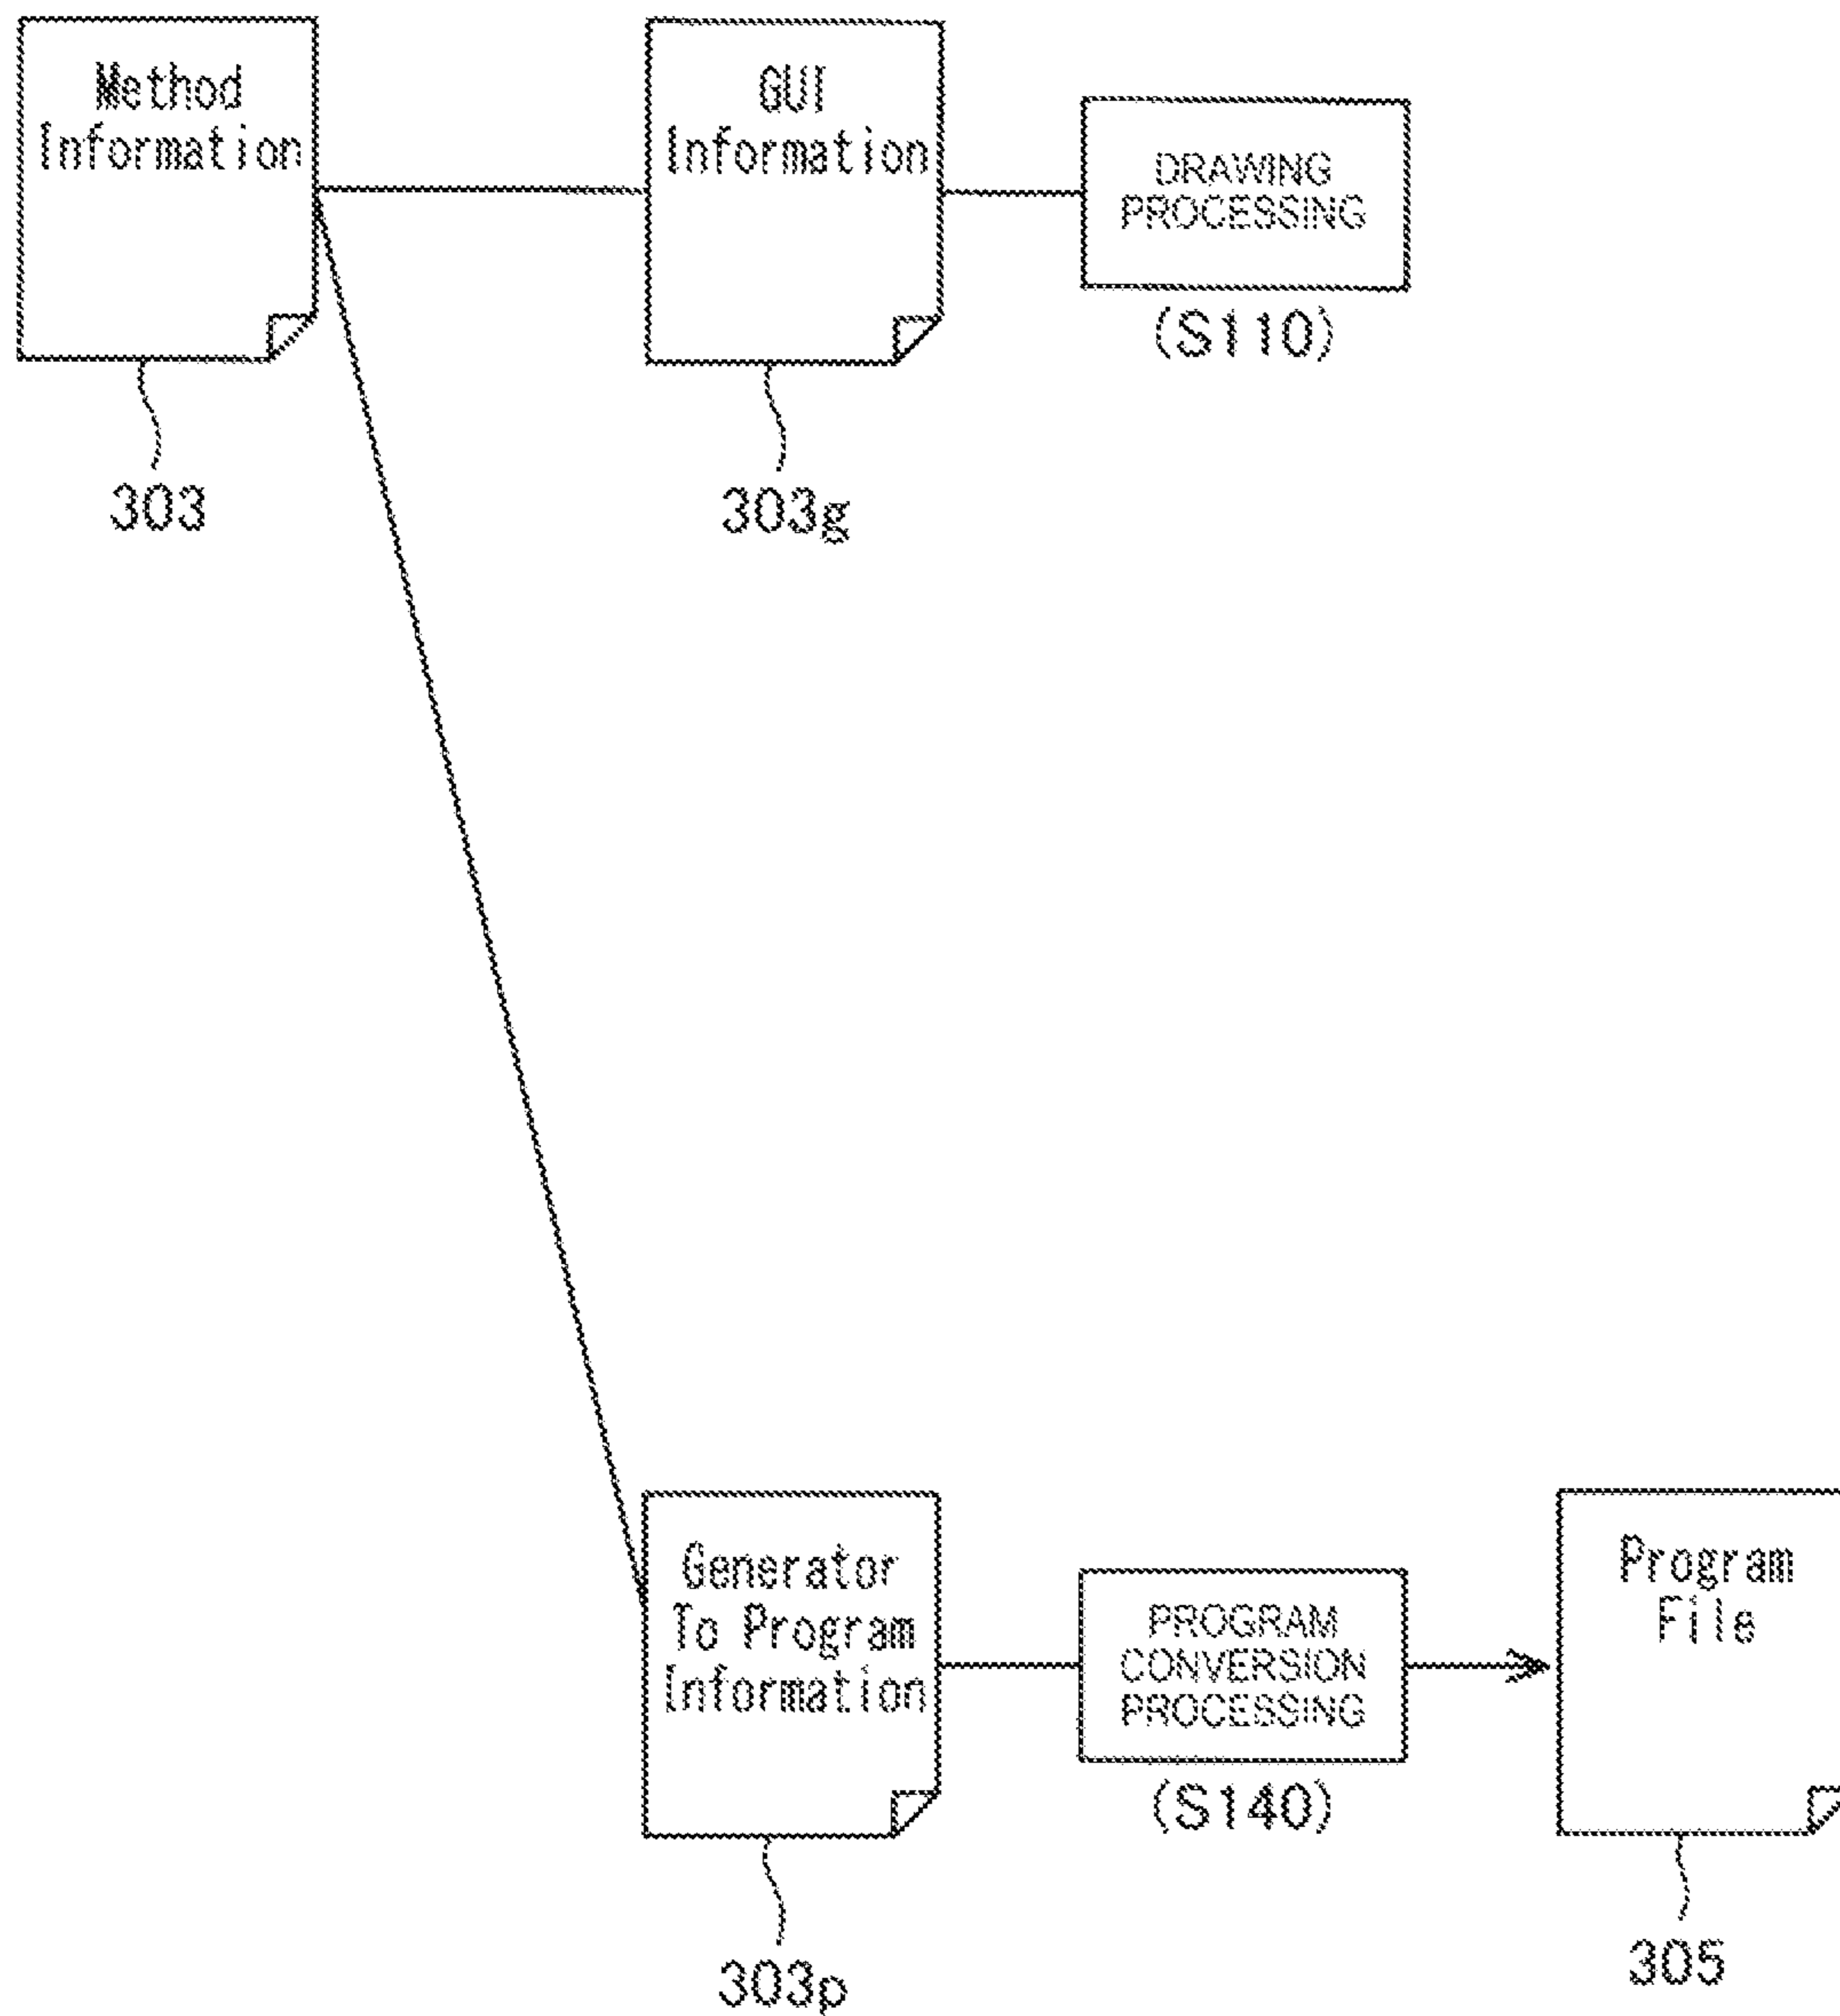 Method
Information
303
GUI
Information
303g
DRAWING
PROCESSING
(S110)
Generator
To Program
Information
303p
PROGRAM
CONVERSION
PROCESSING
(S140)
Program
File
305